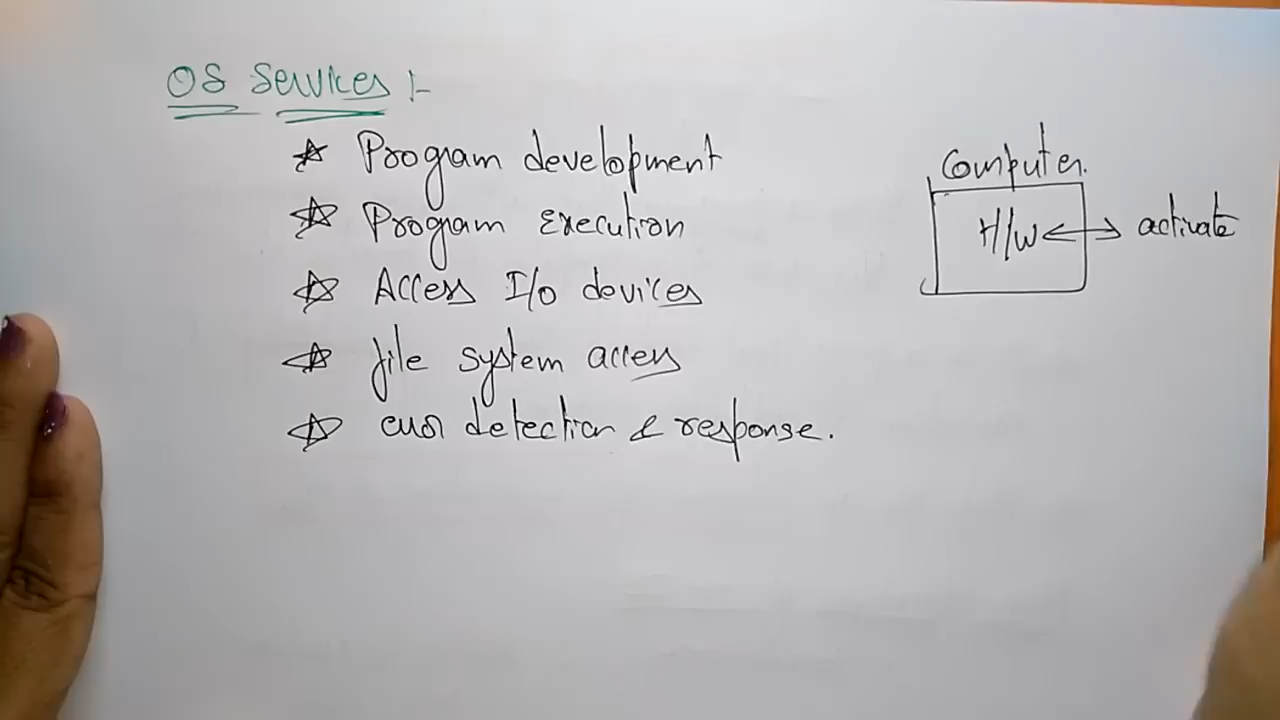 OS Services :-
Program development
Program Execution
Access I/O devices
file system access
error detection & response.
Computer.
H/W
activate